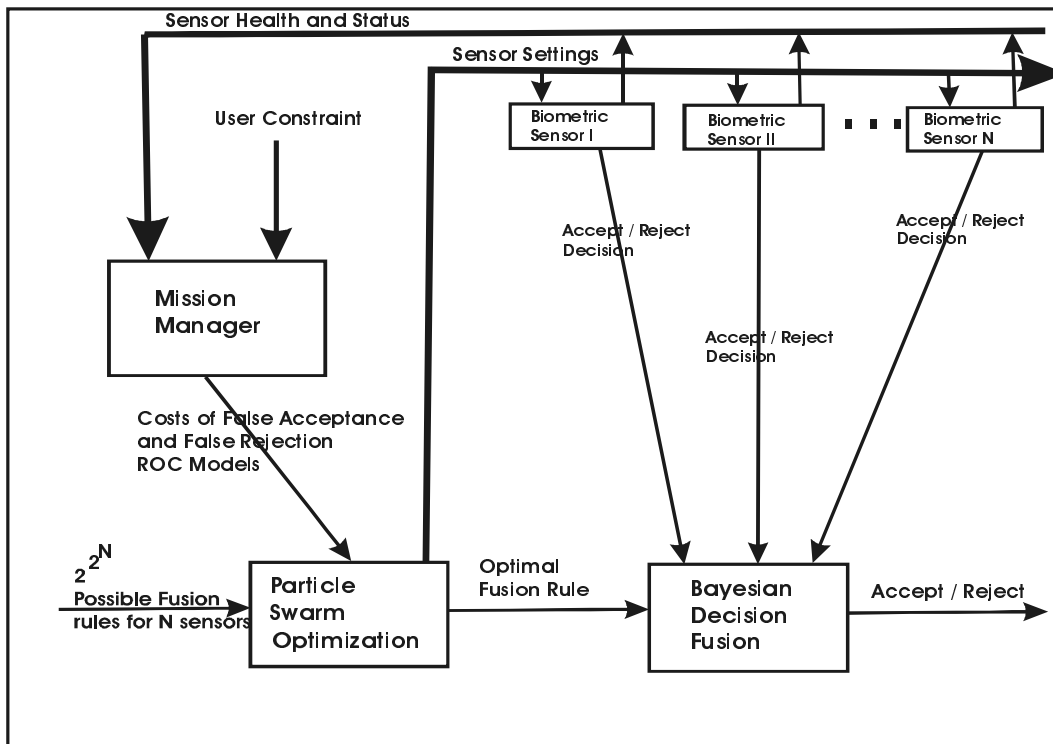 Sensor Health and Status
Sensor Settings
User Constraint
Biometric
Sensor I
Biometric
Sensor II
Biometric
Sensor N
Accept / Reject
Decision
Accept / Reject
Decision
Accept / Reject
Decision
Mission
Manager
Costs of False Acceptance
and False Rejection
ROC Models
2^2^N
Possible Fusion
rules for N sensors
Particle
Swarm
Optimization
Optimal
Fusion Rule
Bayesian
Decision
Fusion
Accept / Reject